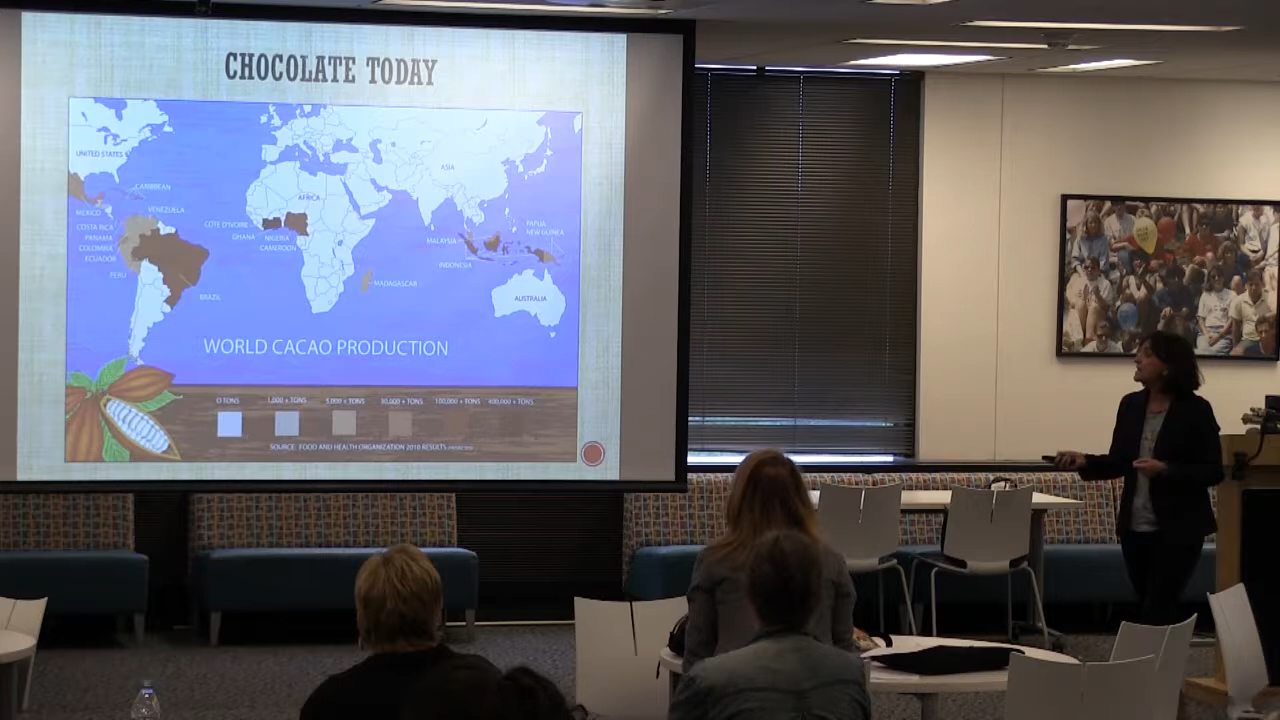 CHOCOLATE TODAY
UNITED STATES
ASIA
CARIBBEAN
AFRICA
MEXICO
VENEZUELA
COSTA RICA
PANAMA
COLOMBIA
ECUADOR
PERU
BRAZIL
COTE D'IVOIRE
GHANA
NIGERIA
CAMEROON
MADAGASCAR
MALAYSIA
INDONESIA
PAPUA
NEW GUINEA
AUSTRALIA
WORLD CACAO PRODUCTION
0 TONS 1,000 + TONS 5,000 + TONS 30,000 + TONS 100,000 + TONS 400,000 + TONS
SOURCE: FOOD AND HEALTH ORGANIZATION 2010 RESULTS